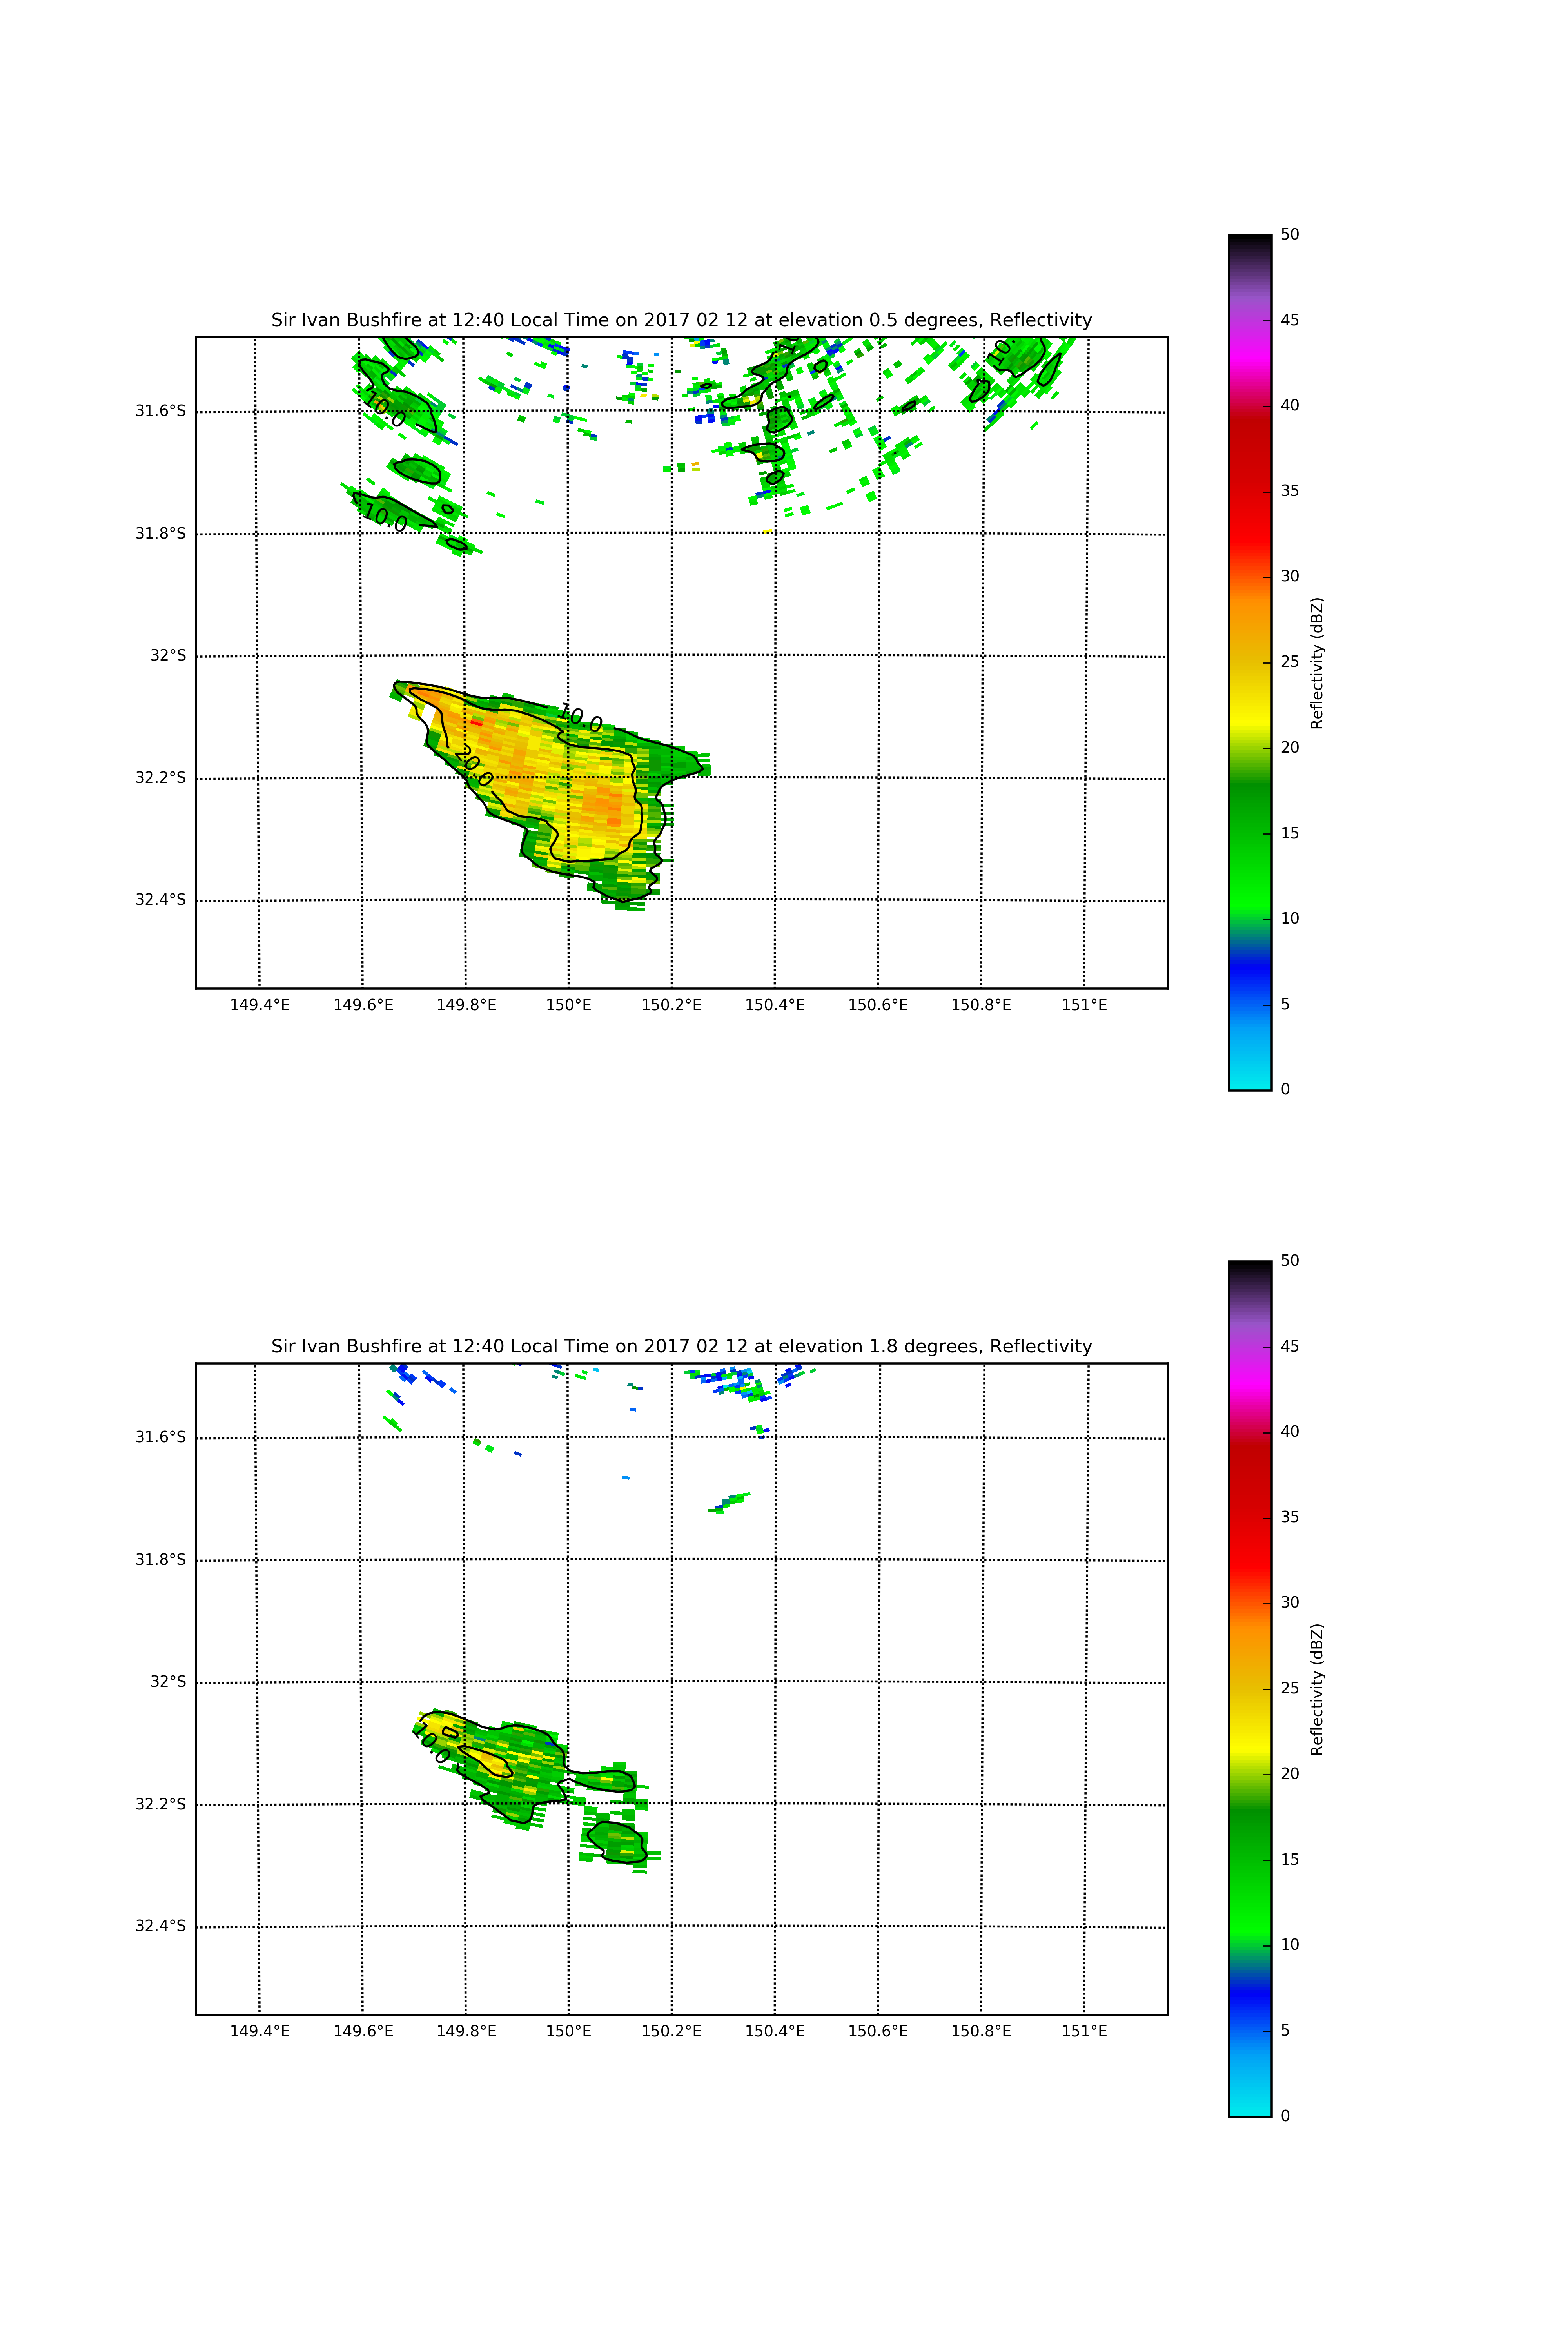 Sir Ivan Bushfire at 12:40 Local Time on 2017 02 12 at elevation 0.5 degrees, Reflectivity
31.6°S
31.8°S
32°S
32.2°S
32.4°S
149.4°E 149.6°E 149.8°E 150°E 150.2°E 150.4°E 150.6°E 150.8°E 151°E
10.0
10.0
10.0
10.0
20.0
50
45
40
35
30
25
20
15
10
5
0
Reflectivity (dBZ)
Sir Ivan Bushfire at 12:40 Local Time on 2017 02 12 at elevation 1.8 degrees, Reflectivity
31.6°S
31.8°S
32°S
32.2°S
32.4°S
149.4°E 149.6°E 149.8°E 150°E 150.2°E 150.4°E 150.6°E 150.8°E 151°E
10.0
50
45
40
35
30
25
20
15
10
5
0
Reflectivity (dBZ)